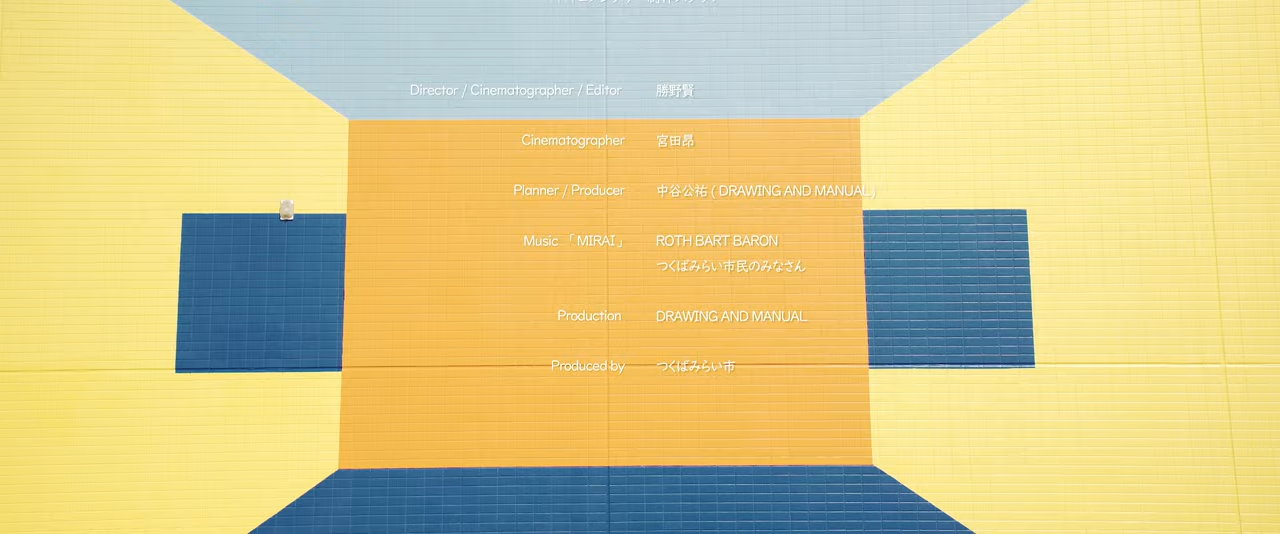 Director / Cinematographer / Editor 勝野賢
Cinematographer 宮田昂
Planner / Producer 中谷公祐 ( DRAWING AND MANUAL )
Music 「MIRAI」 ROTH BART BARON
つくばみらい市民のみなさん
Production DRAWING AND MANUAL
Produced by つくばみらい市